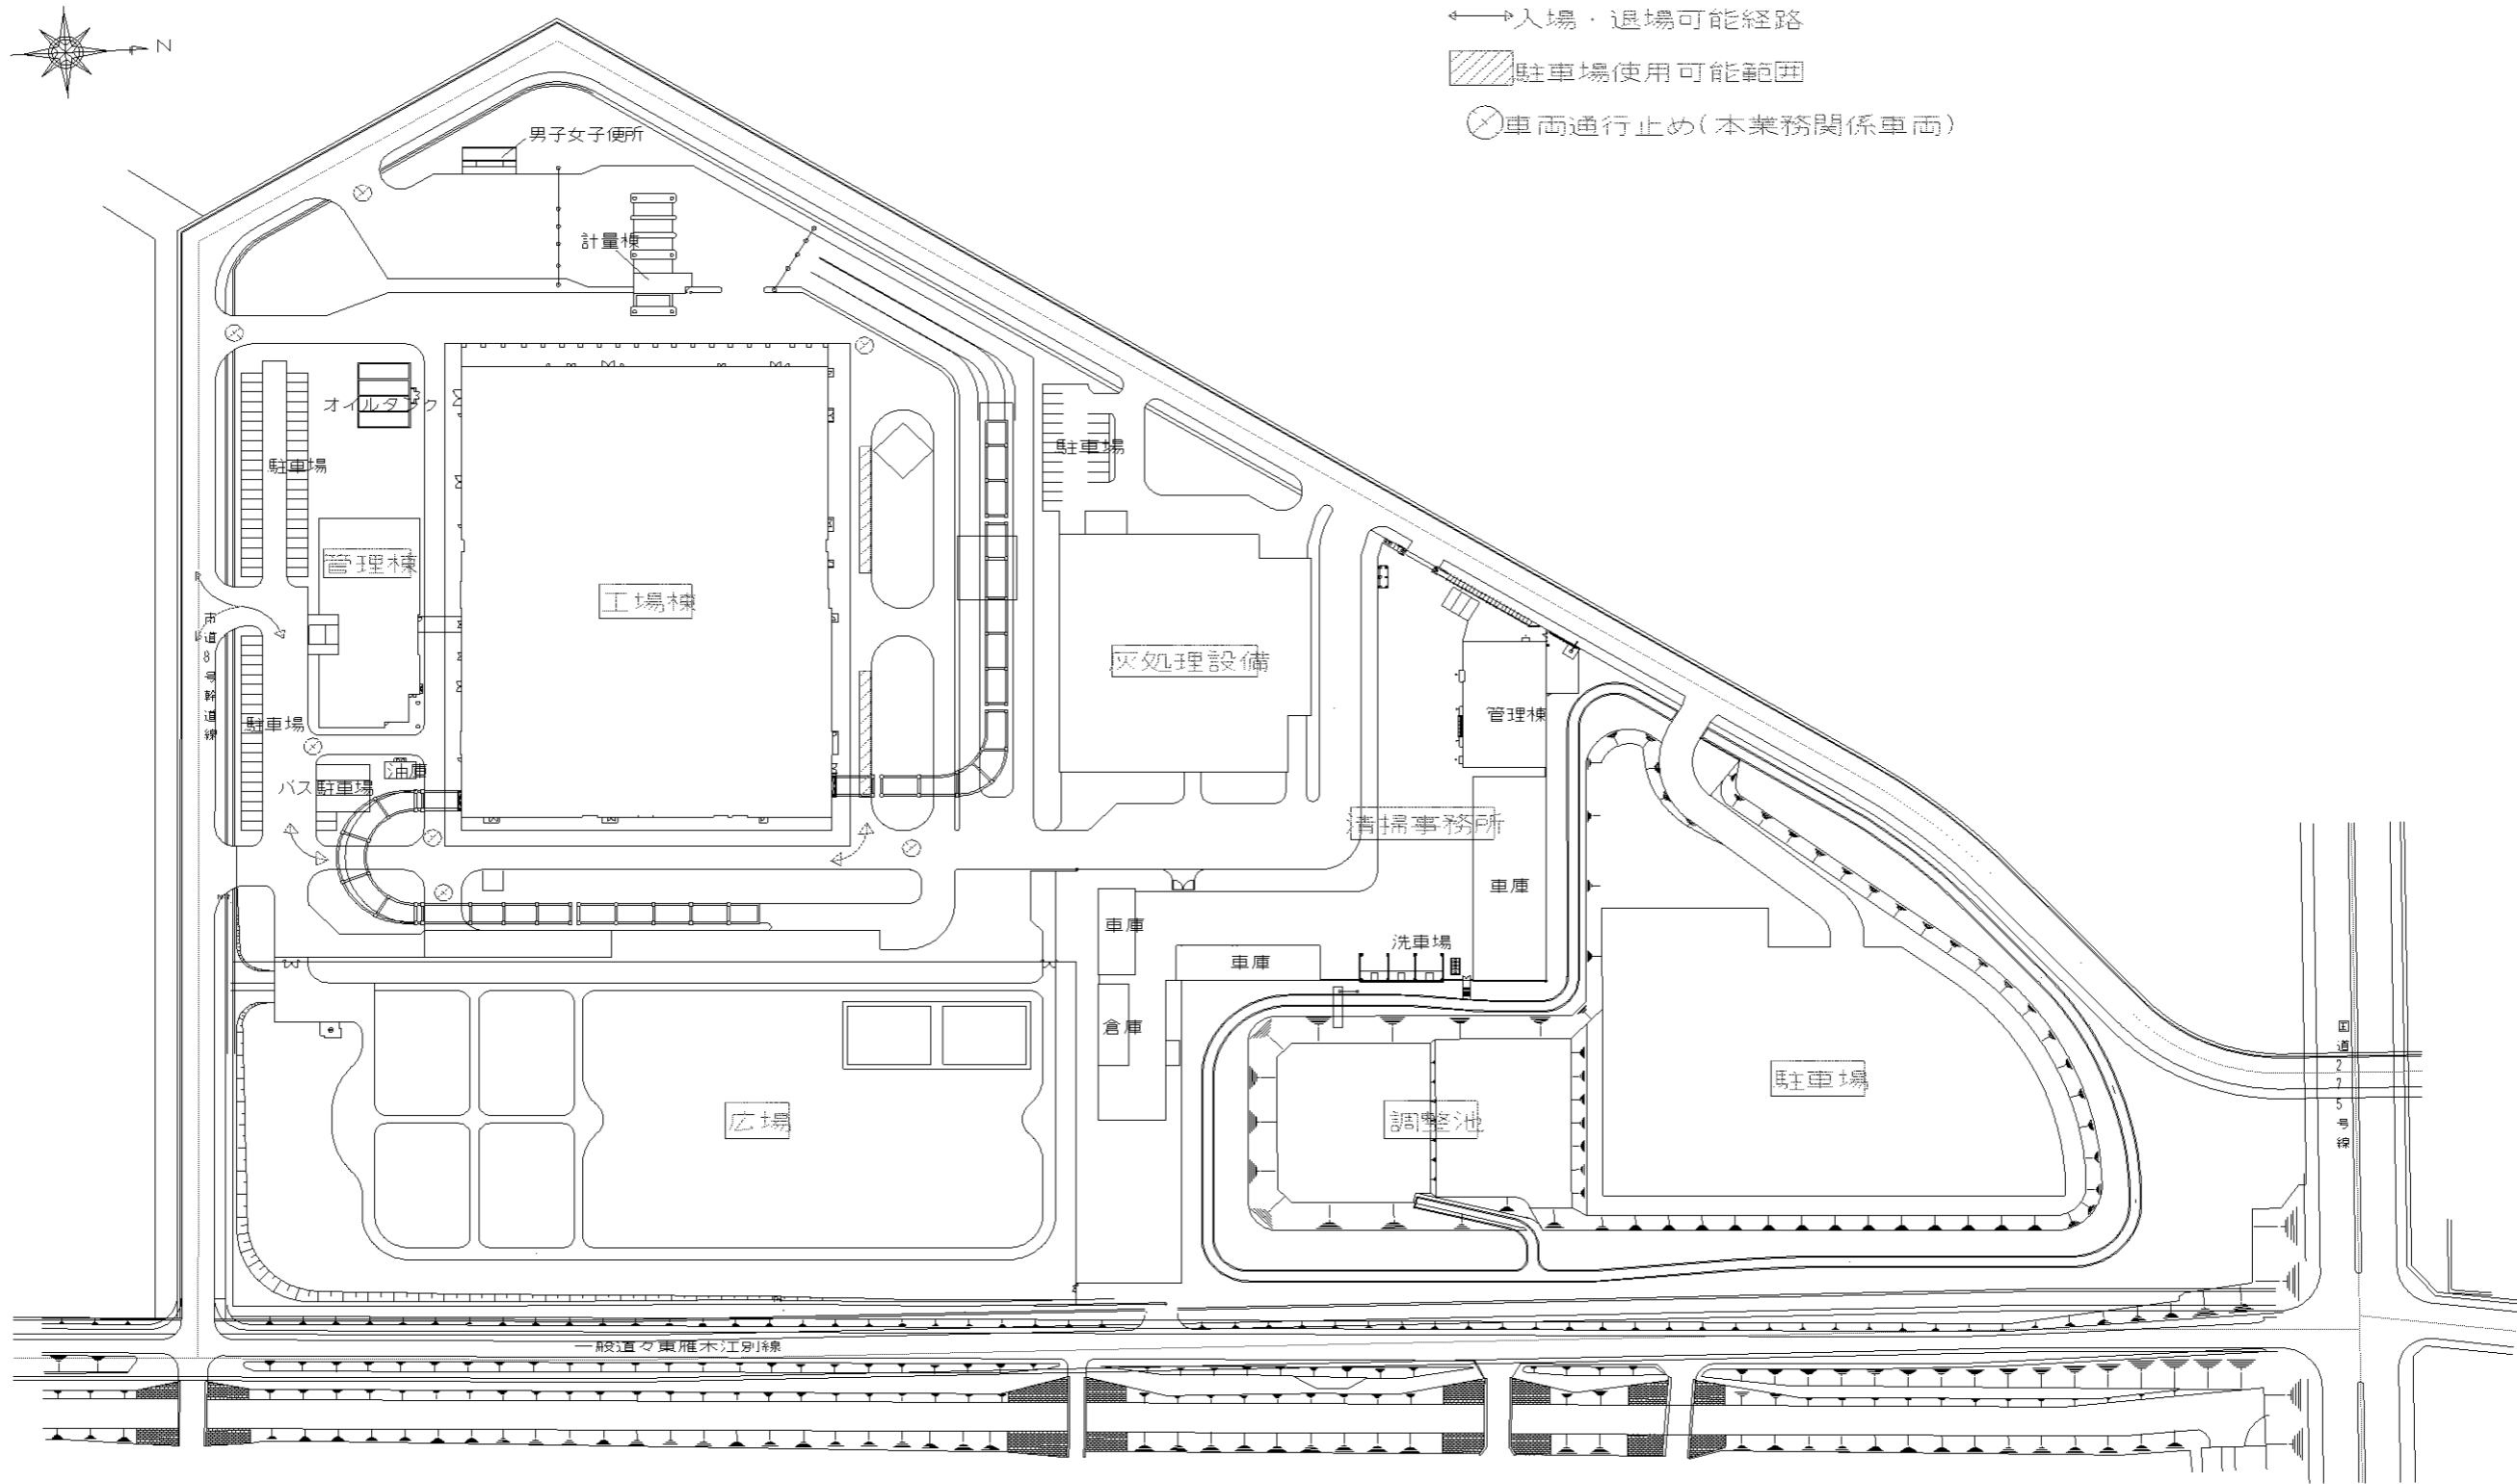 N
入場・退場可能経路
駐車場使用可能範囲
車両通行止め(本業務関係車両)
男子女子便所
計量棟
オイルタンク
駐車場
駐車場
管理棟
工場棟
市道8号幹道線
灰処理設備
駐車場
管理棟
油庫
バス駐車場
清掃事務所
車庫
車庫
洗車場
車庫
倉庫
国道275号線
駐車場
広場
調整池
一般道々東雁木江別線